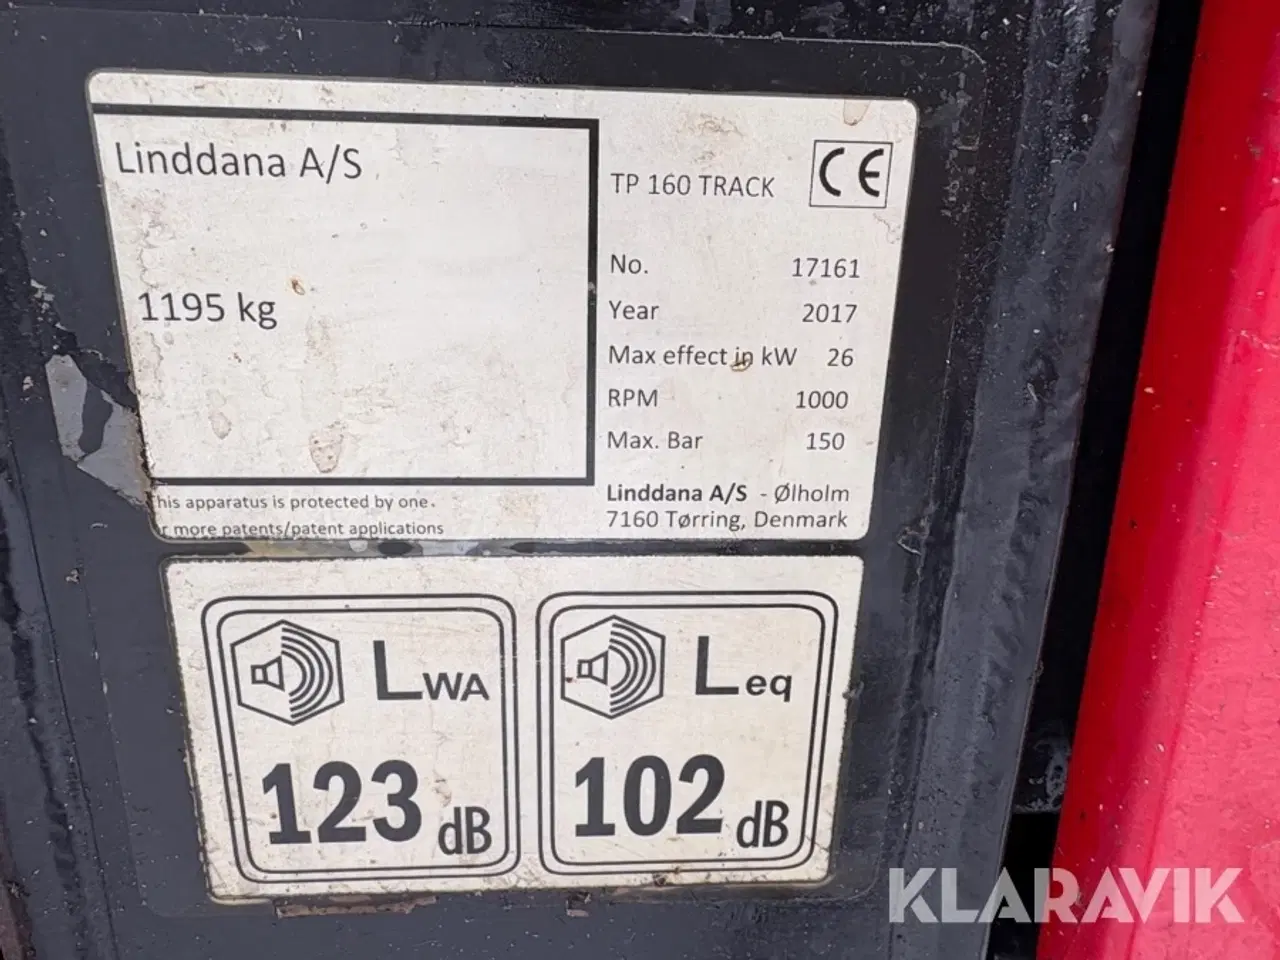 Linddana A/S
1195 kg
TP 160 TRACK CE
No. 17161
Year 2017
Max effect in kW 26
RPM 1000
Max. Bar 150
This apparatus is protected by one.
or more patents/patent applications
Linddana A/S - Ølholm
7160 Tørring, Denmark
LWA
123 dB
Leq
102 dB
KLARAVIK